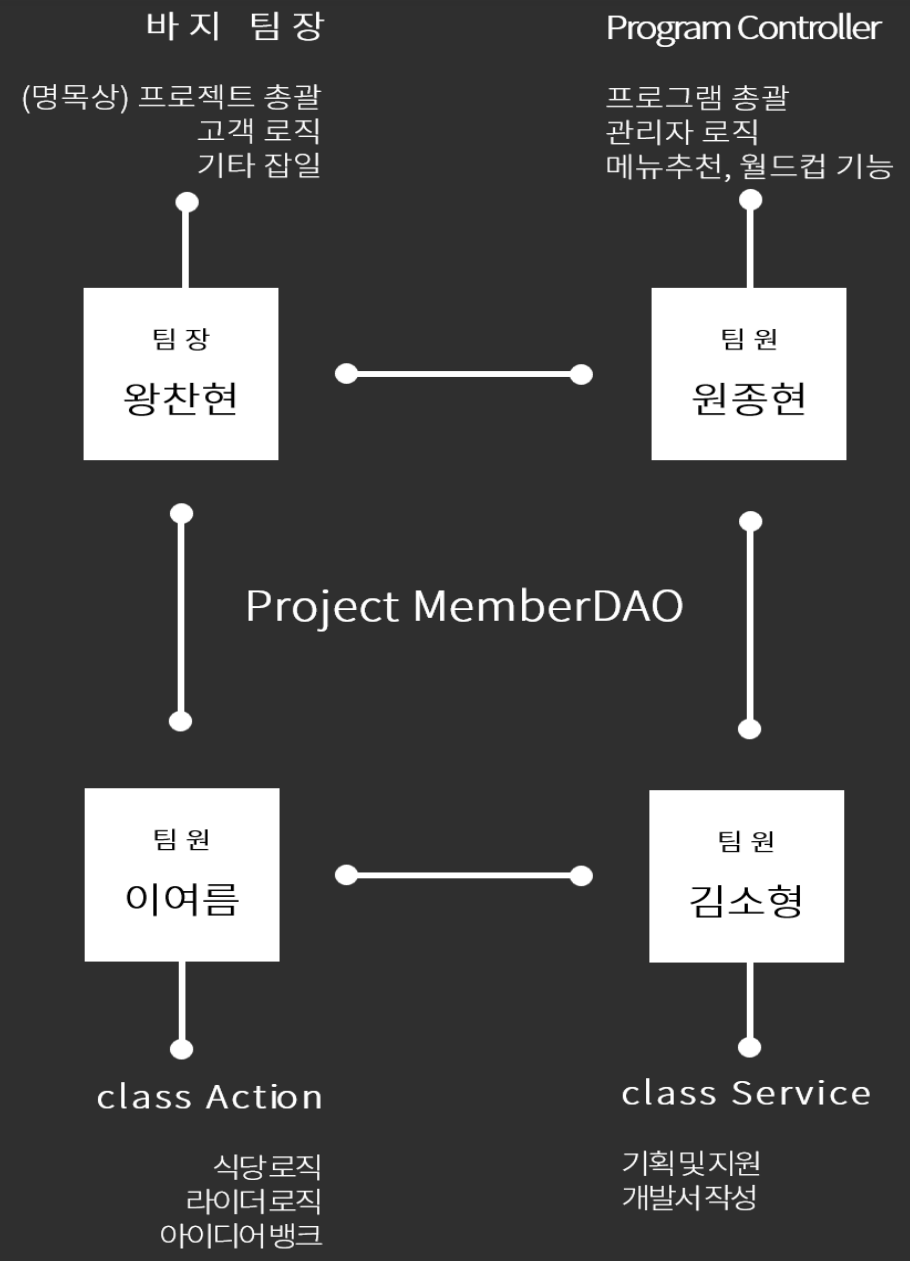 바 지 팀 장
(명목상) 프로젝트 총괄
고객 로직
기타 잡일
Program Controller
프로그램 총괄
관리자 로직
메뉴추천, 월드컵 기능
팀 장
왕찬현
팀 원
원종현
Project MemberDAO
팀 원
이여름
팀 원
김소형
class Action
식당 로직
라이더 로직
아이디어 뱅크
class Service
기획 및 지원
개발서 작성